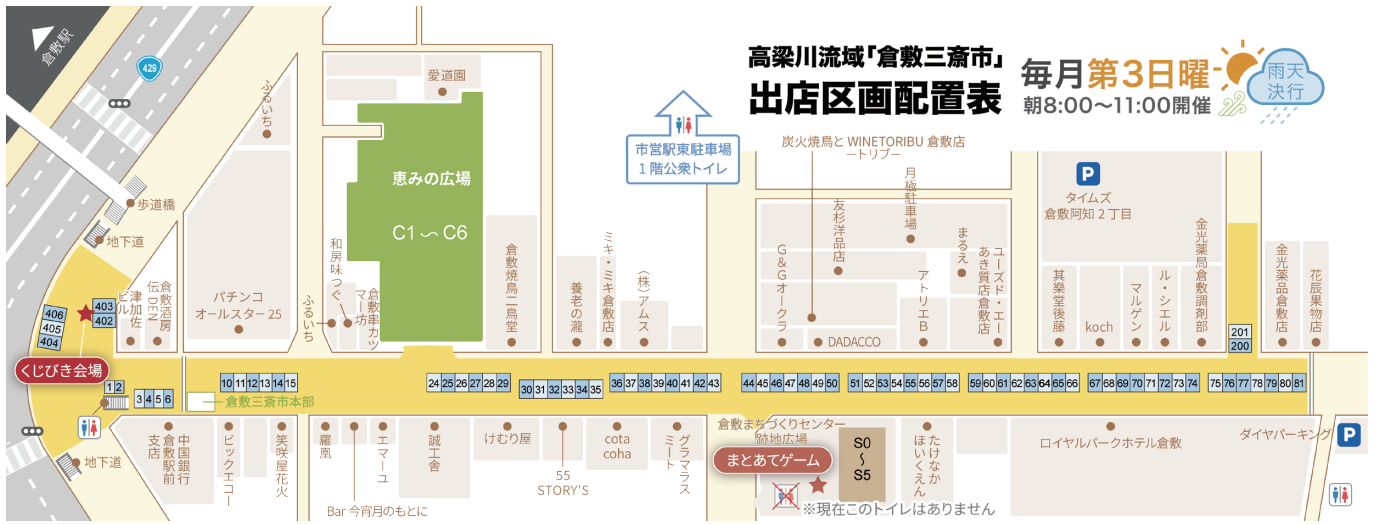 高梁川流域「倉敷三斎市」
出店区画配置表
毎月第3日曜
朝8:00〜11:00開催
雨天
決行
倉敷駅
429
歩道橋
地下道
ふるいち
愛道園
恵みの広場
C1〜C6
市営駅東駐車場
1階公衆トイレ
炭火焼鳥とWINETORIBU 倉敷店
ートリブー
月極駐車場
友杉洋品店
G&Gオークラ
DADACCO
アトリエB
まるえ
ユーズド・エー
あき質店倉敷店
P
タイムズ
倉敷阿知2丁目
其樂堂後藤
koch
マルゲン
ル・シエル
金光薬局倉敷調剤部
金光薬品倉敷店
花辰果物店
パチンコ
オールスター25
津加佐
ビル
倉敷酒房
伝DEN
ふるいち
和房味つぐ
倉敷串カツ
マー坊
倉敷焼鳥二鳥堂
養老の瀧
ミキ・ミキ倉敷店
(株)アムス
406
405
404
403
402
くじびき会場
201
200
1 2
3 4 5 6
10 11 12 13 14 15
24 25 26 27 28 29
30 31 32 33 34 35
36 37 38 39 40 41 42 43
44 45 46 47 48 49 50
51 52 53 54 55 56 57 58
59 60 61 62 63 64 65 66
67 68 69 70 71 72 73 74
75 76 77 78 79 80 81
倉敷三斎市本部
地下道
中国銀行
倉敷駅前
支店
ビックエコー
笑咲屋花火
羅凰
Bar 今宵月のもとに
エマーユ
誠工舎
けむり屋
55
STORY'S
cota
coha
グラマラス
ミート
倉敷まちづくりセンター
跡地広場
まとあてゲーム
S0
〜
S5
※現在このトイレはありません
たけなか
ほいくえん
ロイヤルパークホテル倉敷
ダイヤパーキング
P